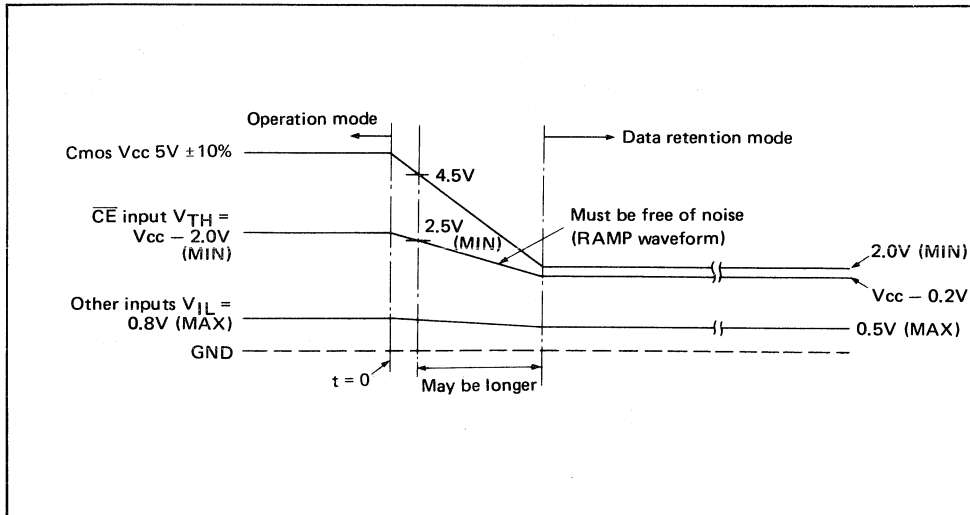 Operation mode
Data retention mode
Cmos Vcc 5V ±10%
4.5V
C̅E̅ input VTH =
Vcc – 2.0V
(MIN)
2.5V
(MIN)
Must be free of noise
(RAMP waveform)
2.0V (MIN)
Vcc – 0.2V
Other inputs VIL =
0.8V (MAX)
0.5V (MAX)
GND
t = 0
May be longer